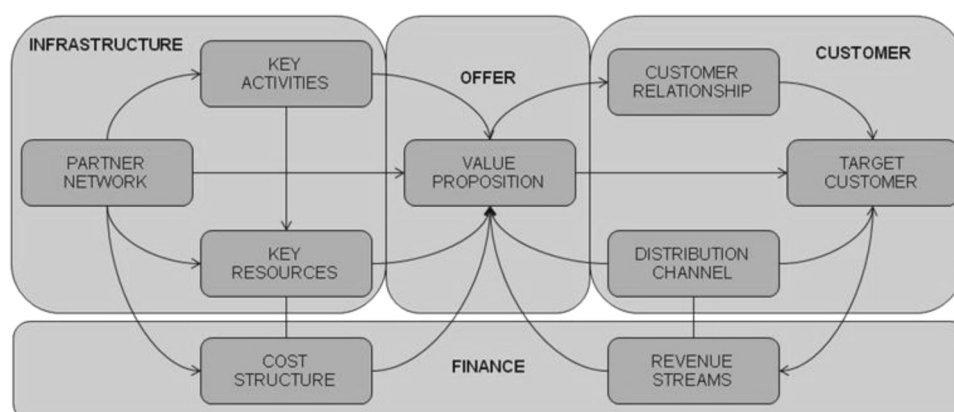 INFRASTRUCTURE
KEY
ACTIVITIES
OFFER
CUSTOMER
RELATIONSHIP
CUSTOMER
PARTNER
NETWORK
VALUE
PROPOSITION
TARGET
CUSTOMER
KEY
RESOURCES
DISTRIBUTION
CHANNEL
COST
STRUCTURE
FINANCE
REVENUE
STREAMS